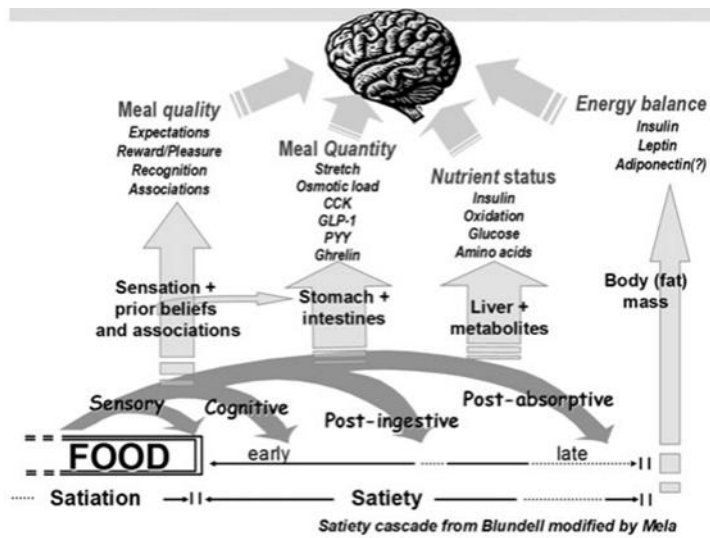 Meal quality
Expectations
Reward/Pleasure
Recognition
Associations
Meal Quantity
Stretch
Osmotic load
CCK
GLP-1
PYY
Ghrelin
Nutrient status
Insulin
Oxidation
Glucose
Amino acids
Energy balance
Insulin
Leptin
Adiponectin(?)
Sensation +
prior beliefs
and associations
Stomach +
intestines
Liver +
metabolites
Body (fat)
mass
Sensory
Cognitive
Post-ingestive
Post-absorptive
FOOD
early
late
Satiation
Satiety
Satiety cascade from Blundell modified by Mela